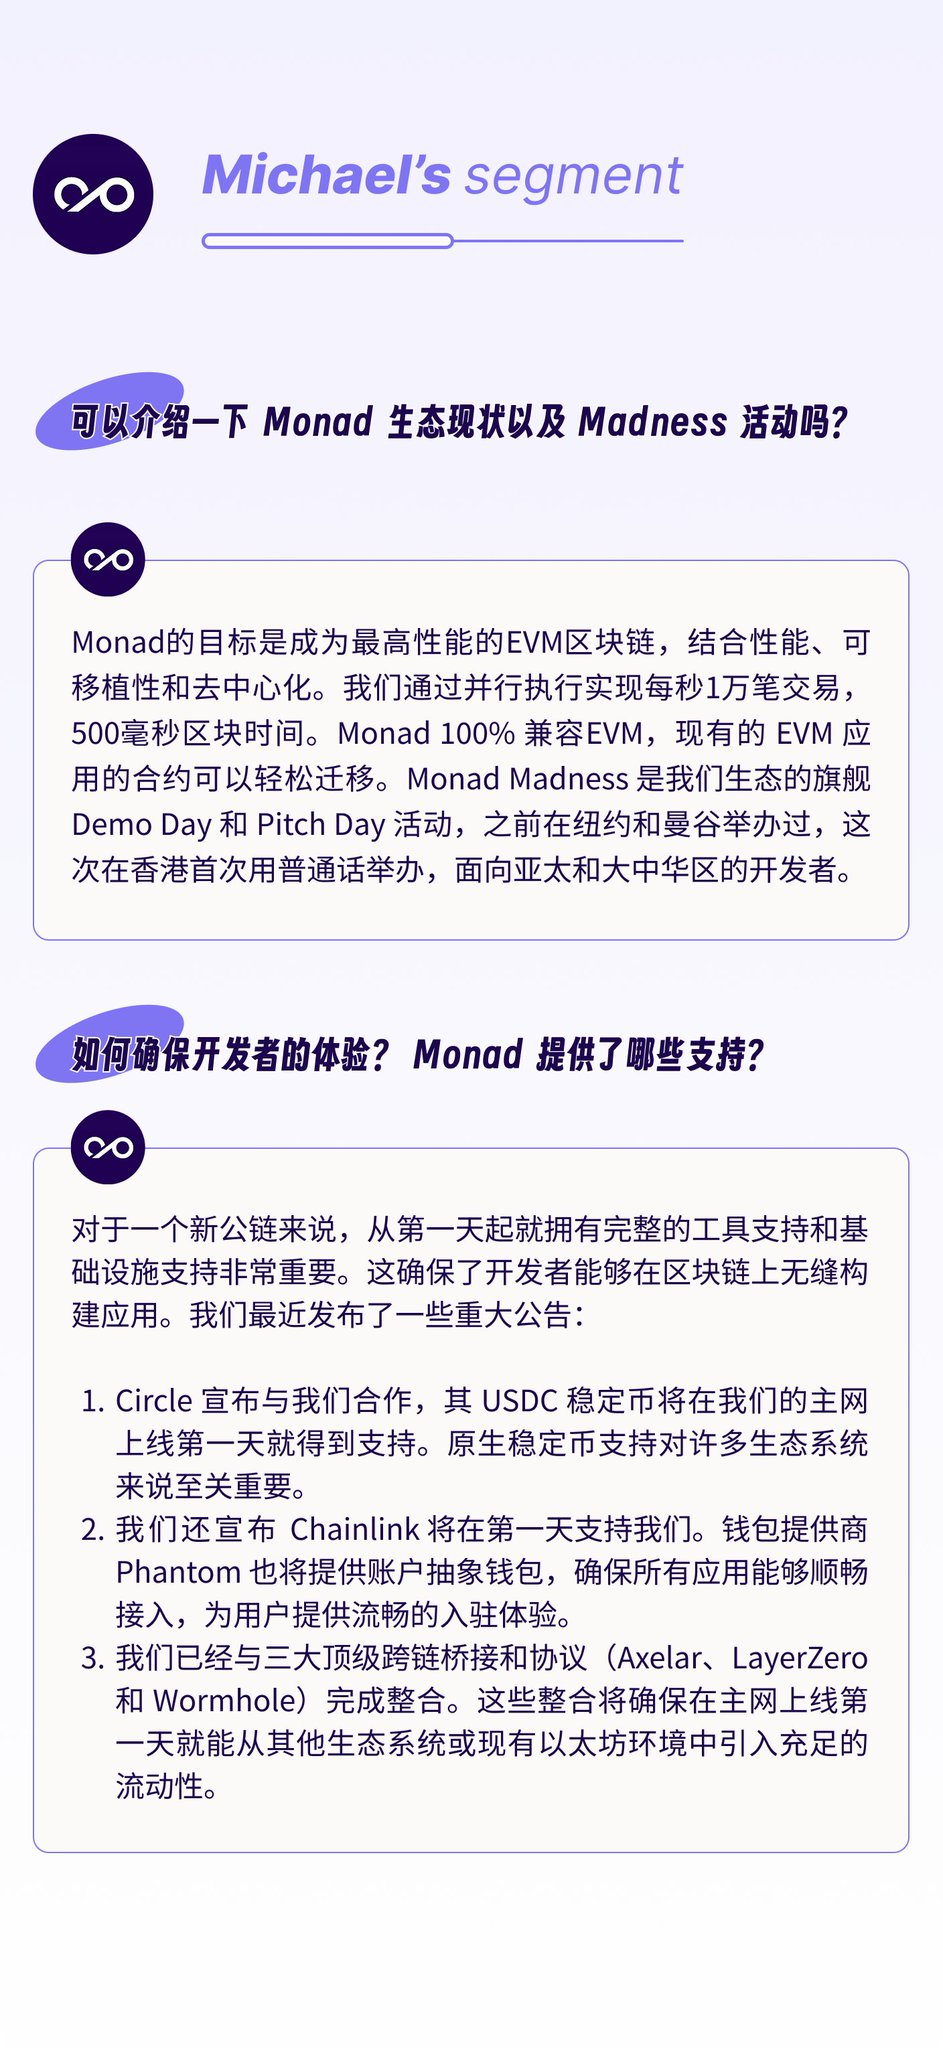 Michael's segment
可以介绍一下 Monad 生态现状以及 Madness 活动吗？
Monad的目标是成为最高性能的EVM区块链，结合性能、可
移植性和去中心化。我们通过并行执行实现每秒1万笔交易，
500毫秒区块时间。Monad 100% 兼容EVM，现有的 EVM 应
用的合约可以轻松迁移。Monad Madness 是我们生态的旗舰
Demo Day 和 Pitch Day 活动，之前在纽约和曼谷举办过，这
次在香港首次用普通话举办，面向亚太和大中华区的开发者。
如何确保开发者的体验？ Monad 提供了哪些支持？
对于一个新公链来说，从第一天起就拥有完整的工具支持和基
础设施支持非常重要。这确保了开发者能够在区块链上无缝构
建应用。我们最近发布了一些重大公告：
1. Circle 宣布与我们合作，其 USDC 稳定币将在我们的主网
上线第一天就得到支持。原生稳定币支持对许多生态系统
来说至关重要。
2. 我们还宣布 Chainlink 将在第一天支持我们。钱包提供商
Phantom 也将提供账户抽象钱包，确保所有应用能够顺畅
接入，为用户提供流畅的入驻体验。
3. 我们已经与三大顶级跨链桥接和协议（Axelar、LayerZero
和 Wormhole）完成整合。这些整合将确保在主网上线第
一天就能从其他生态系统或现有以太坊环境中引入充足的
流动性。